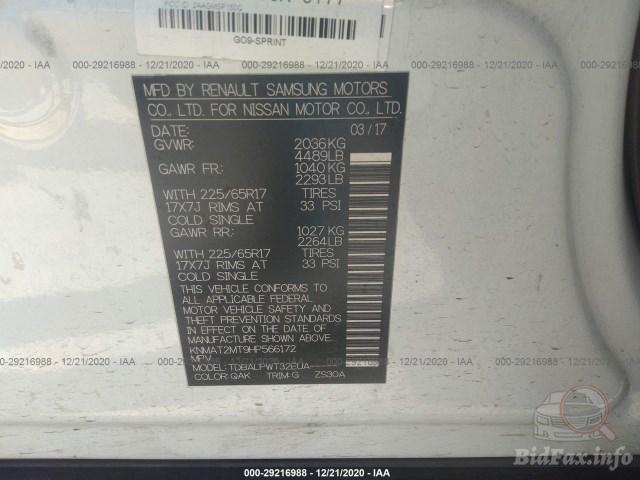 GO9-SPRINT
000-29216988 - 12/21/2020 - IAA
MFD BY RENAULT SAMSUNG MOTORS
CO., LTD. FOR NISSAN MOTOR CO., LTD.
DATE: 03/17
GVWR: 2036KG
4489LB
GAWR FR: 1040KG
2293LB
WITH 225/65R17 TIRES
17X7J RIMS AT 33 PSI
COLD SINGLE
GAWR RR: 1027KG
2264LB
WITH 225/65R17 TIRES
17X7J RIMS AT 33 PSI
COLD SINGLE
THIS VEHICLE CONFORMS TO
ALL APPLICABLE FEDERAL
MOTOR VEHICLE SAFETY AND
THEFT PREVENTION STANDARDS
IN EFFECT ON THE DATE OF
MANUFACTURE SHOWN ABOVE.
KNMAT2MT9HP566172
MPV
MODEL: TDBALPWT32EUA
COLOR: QAK TRIM: G ZS30A
BidFax.info
000-29216988 - 12/21/2020 - IAA